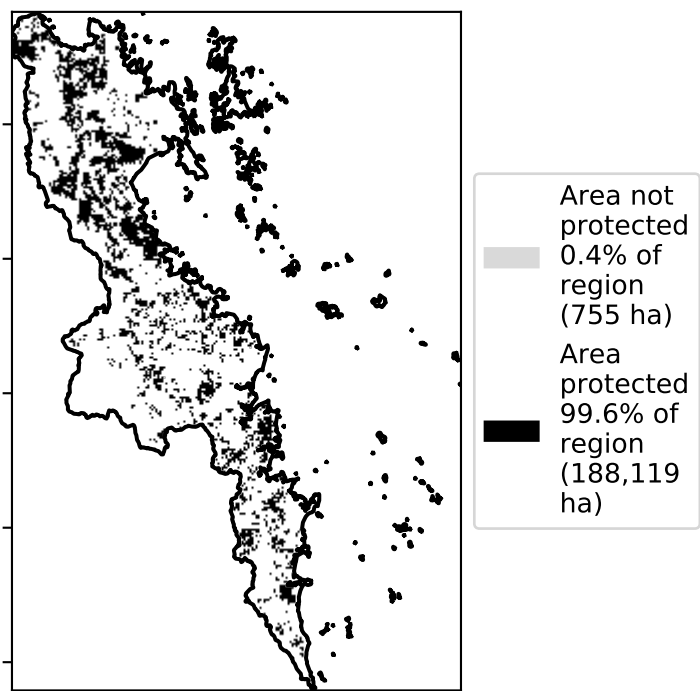 Area not
protected
0.4% of
region
(755 ha)
Area
protected
99.6% of
region
(188,119
ha)